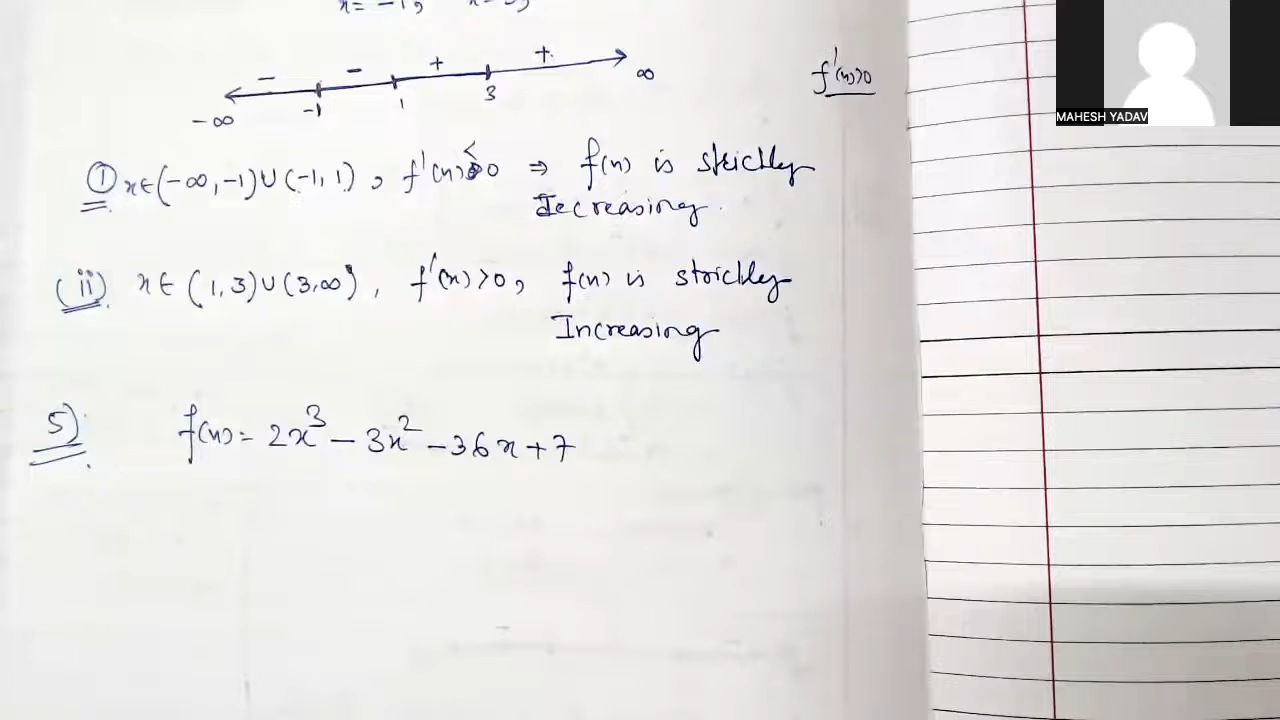 x = -1,
− − + +
-∞ -1 1 3 ∞
f'(x)>0
MAHESH YADAV
① x∈(-∞,-1)∪(-1,1), f'(x)<0 ⇒ f(x) is strictly
Decreasing.
(ii) x∈ (1,3)∪(3,∞), f'(x)>0, f(x) is strictly
Increasing
5). f(x)= 2x³-3x²-36x+7